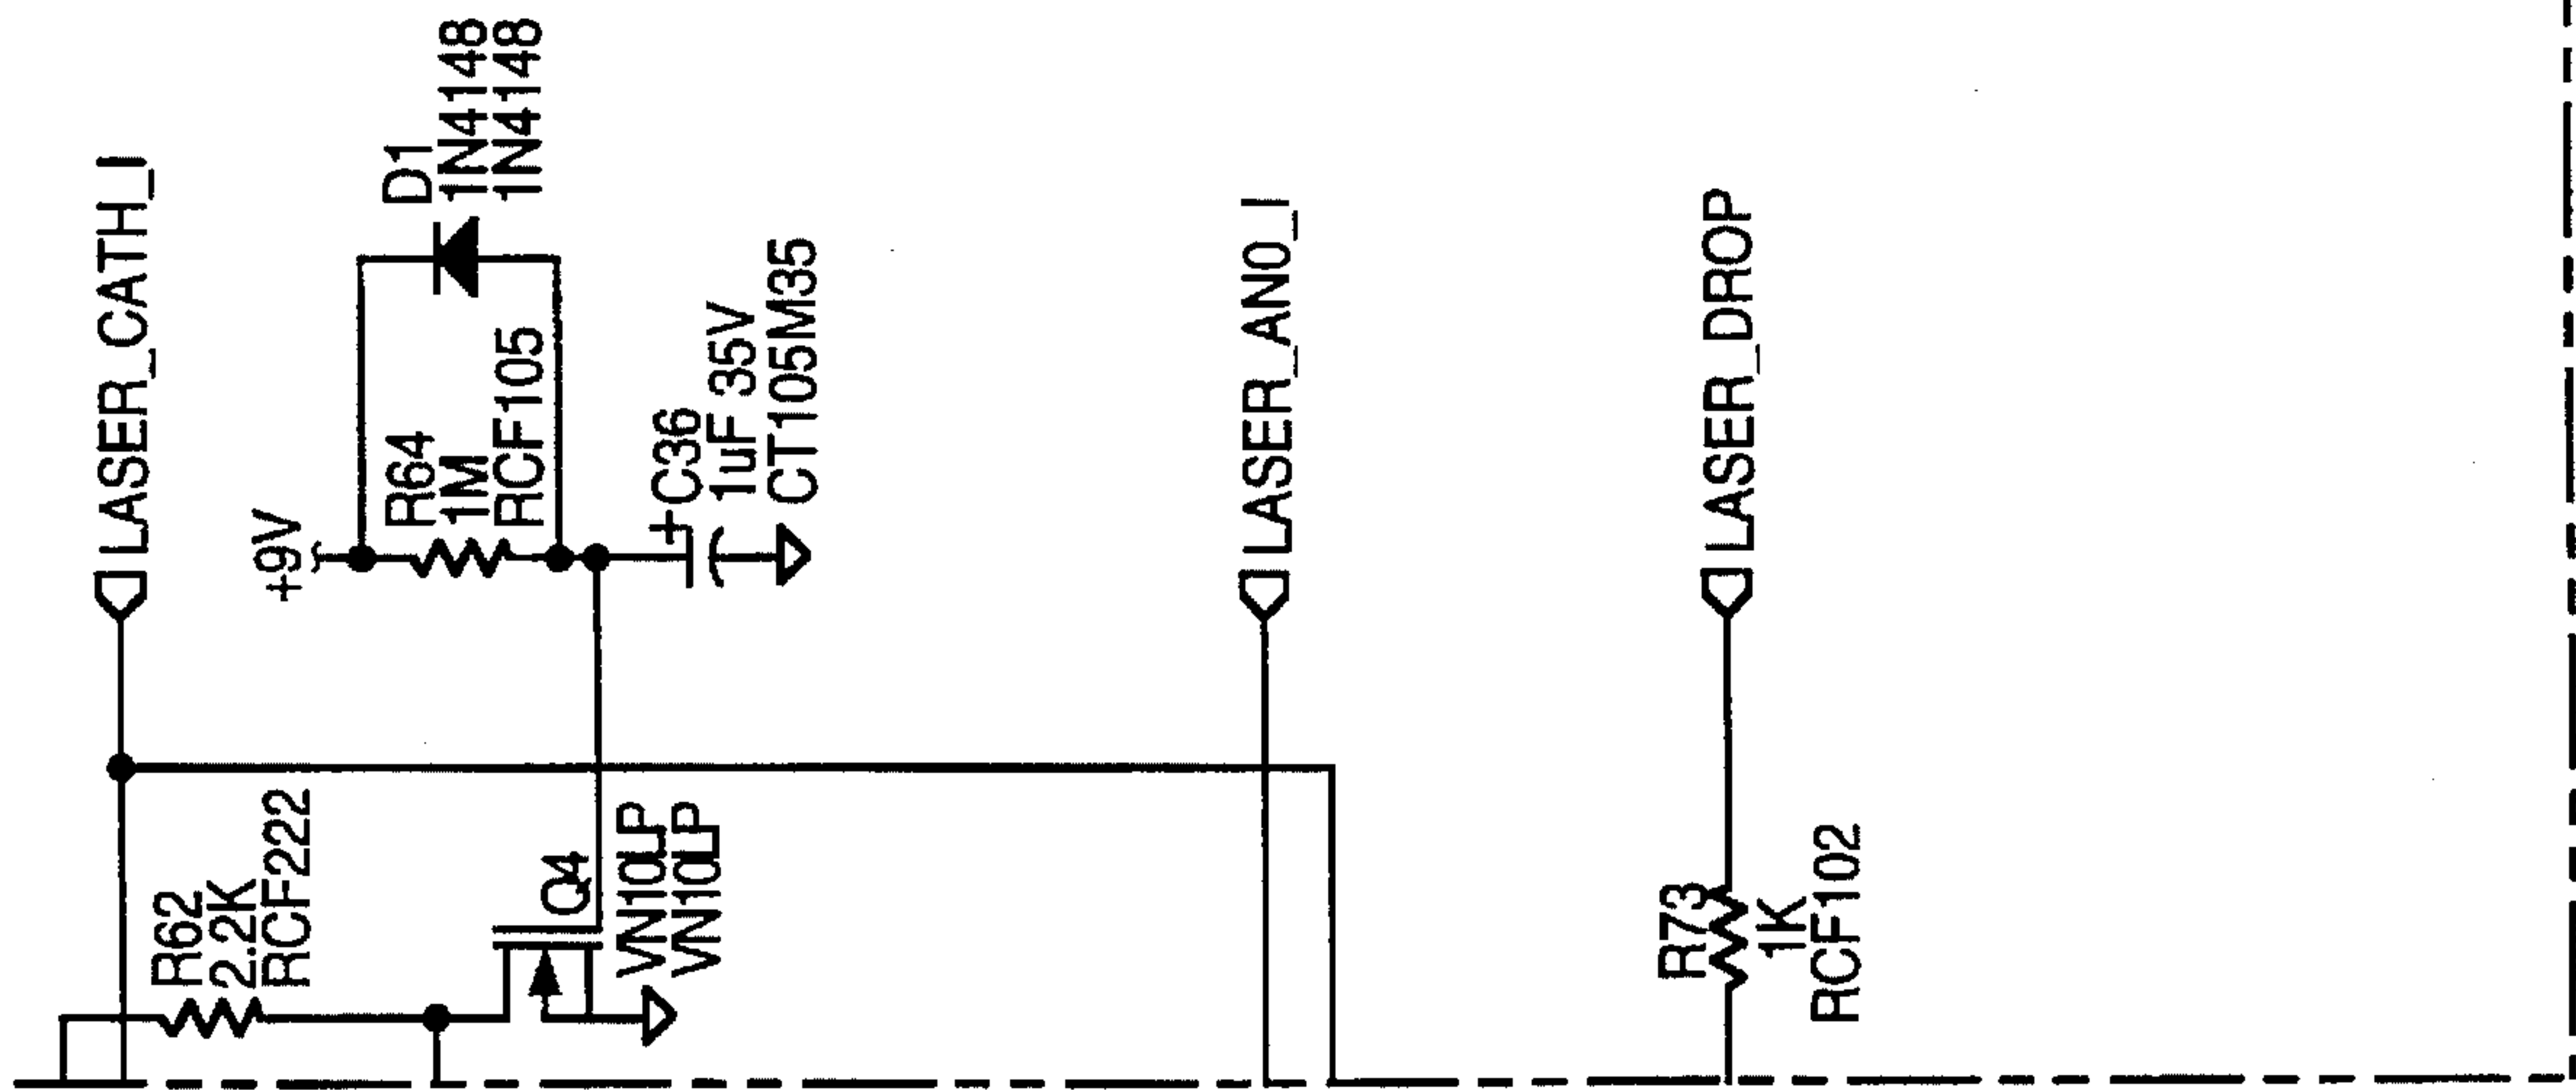 LASER_CATH_I
+9V
D1
1N4148
1N4148
R64
1M
RCF105
+
C36
1uF 35V
CT105M35
R62
2.2K
RCF222
Q4
VN10LP
VN10LP
LASER_AN0_I
LASER_DROP
R73
1K
RCF102